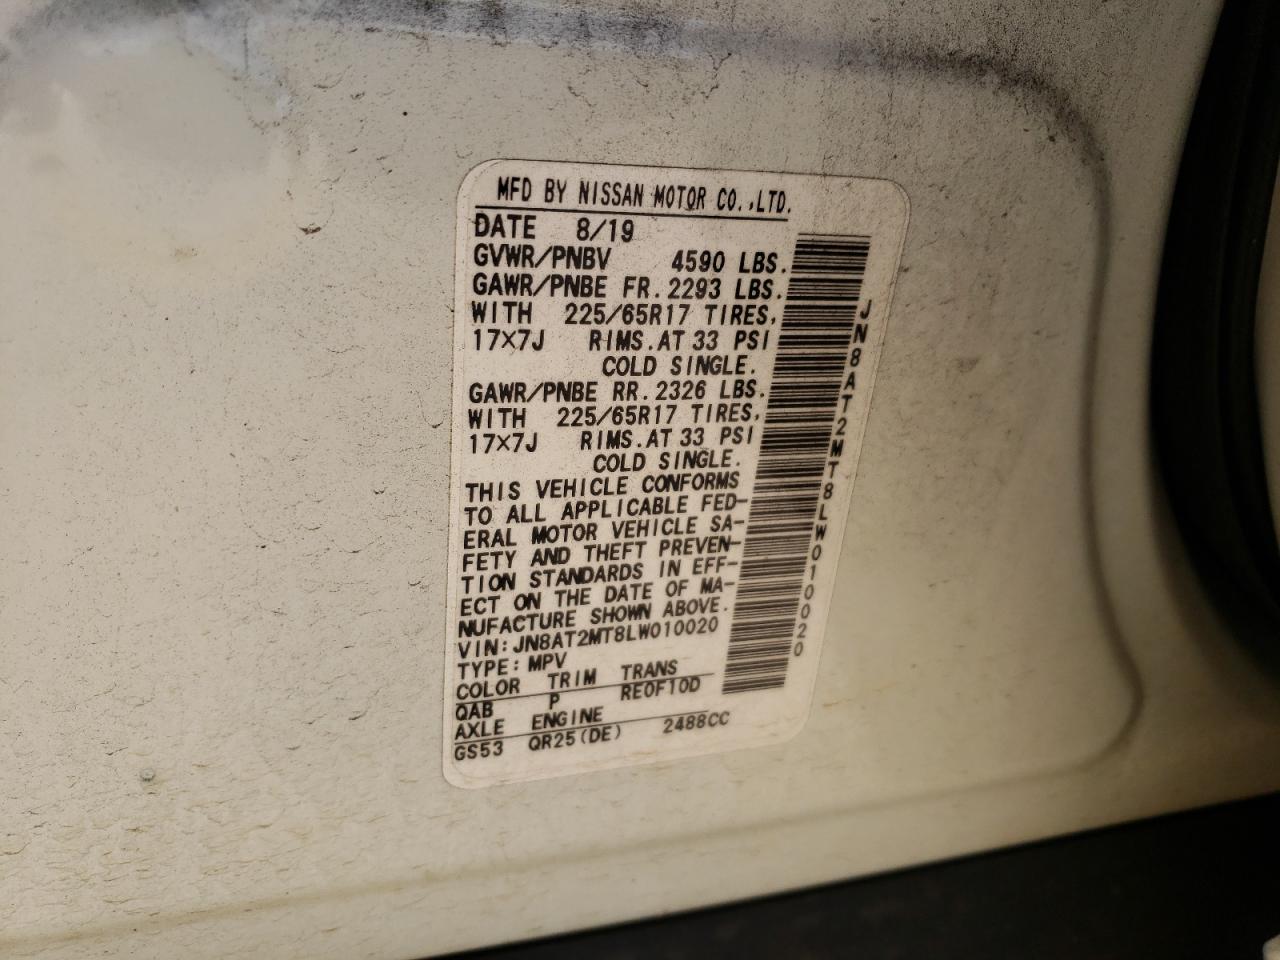 MFD BY NISSAN MOTOR CO.,LTD.
DATE 8/19
GVWR/PNBV 4590 LBS.
GAWR/PNBE FR. 2293 LBS.
WITH 225/65R17 TIRES,
17×7J RIMS. AT 33 PSI
COLD SINGLE.
GAWR/PNBE RR. 2326 LBS.
WITH 225/65R17 TIRES,
17×7J RIMS. AT 33 PSI
COLD SINGLE.
THIS VEHICLE CONFORMS
TO ALL APPLICABLE FED-
ERAL MOTOR VEHICLE SA-
FETY AND THEFT PREVEN-
TION STANDARDS IN EFF-
ECT ON THE DATE OF MA-
NUFACTURE SHOWN ABOVE.
VIN: JN8AT2MT8LW010020
TYPE: MPV
COLOR TRIM TRANS
QAB P RE0F10D
AXLE ENGINE
GS53 QR25(DE) 2488CC
JN8AT2MT8LW010020